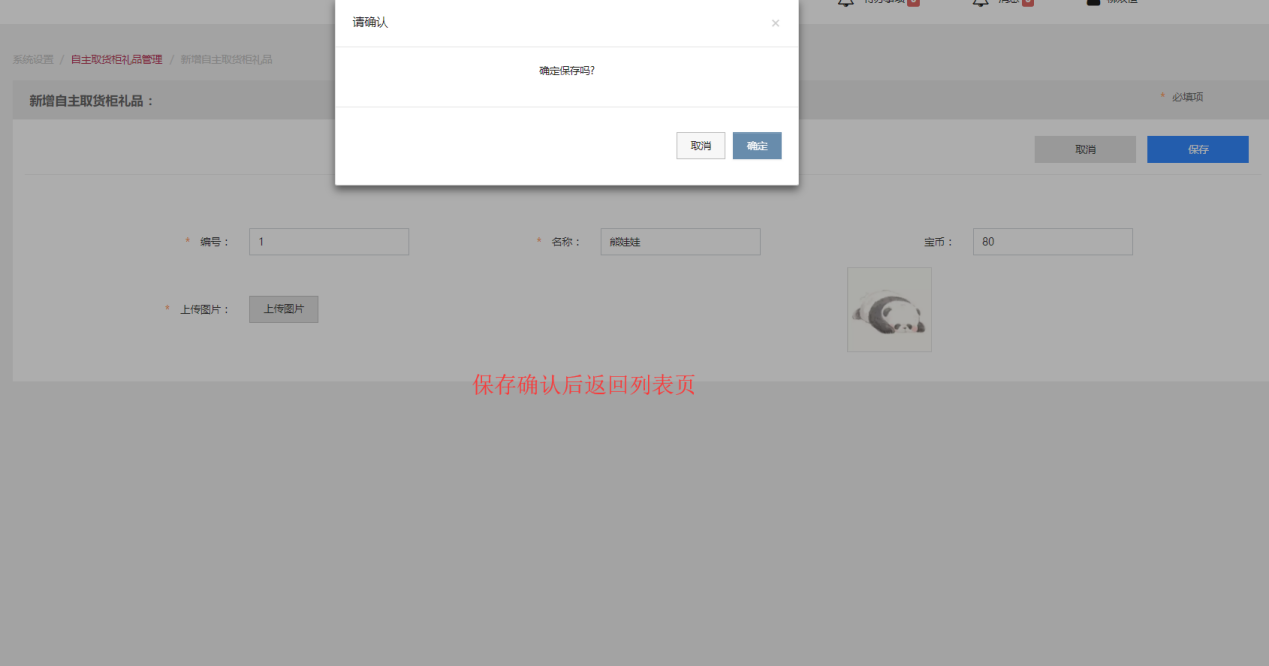 请确认
×
系统设置 / 自主取货柜礼品管理 / 新增自主取货柜礼品
确定保存吗?
新增自主取货柜礼品：
* 必填项
取消 确定
取消 保存
* 编号： 1
* 名称： 熊娃娃
宝币： 80
* 上传图片： 上传图片
保存确认后返回列表页